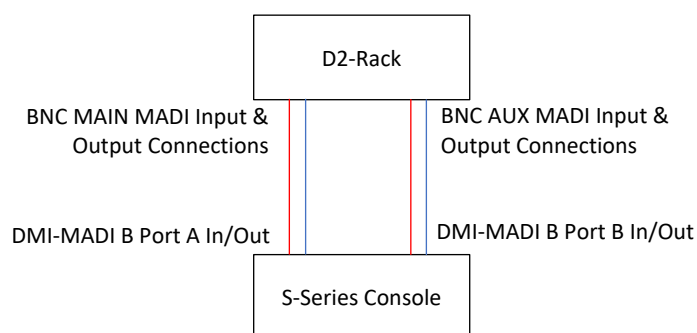 D2-Rack
BNC MAIN MADI Input &
Output Connections
BNC AUX MADI Input &
Output Connections
DMI-MADI B Port A In/Out
DMI-MADI B Port B In/Out
S-Series Console